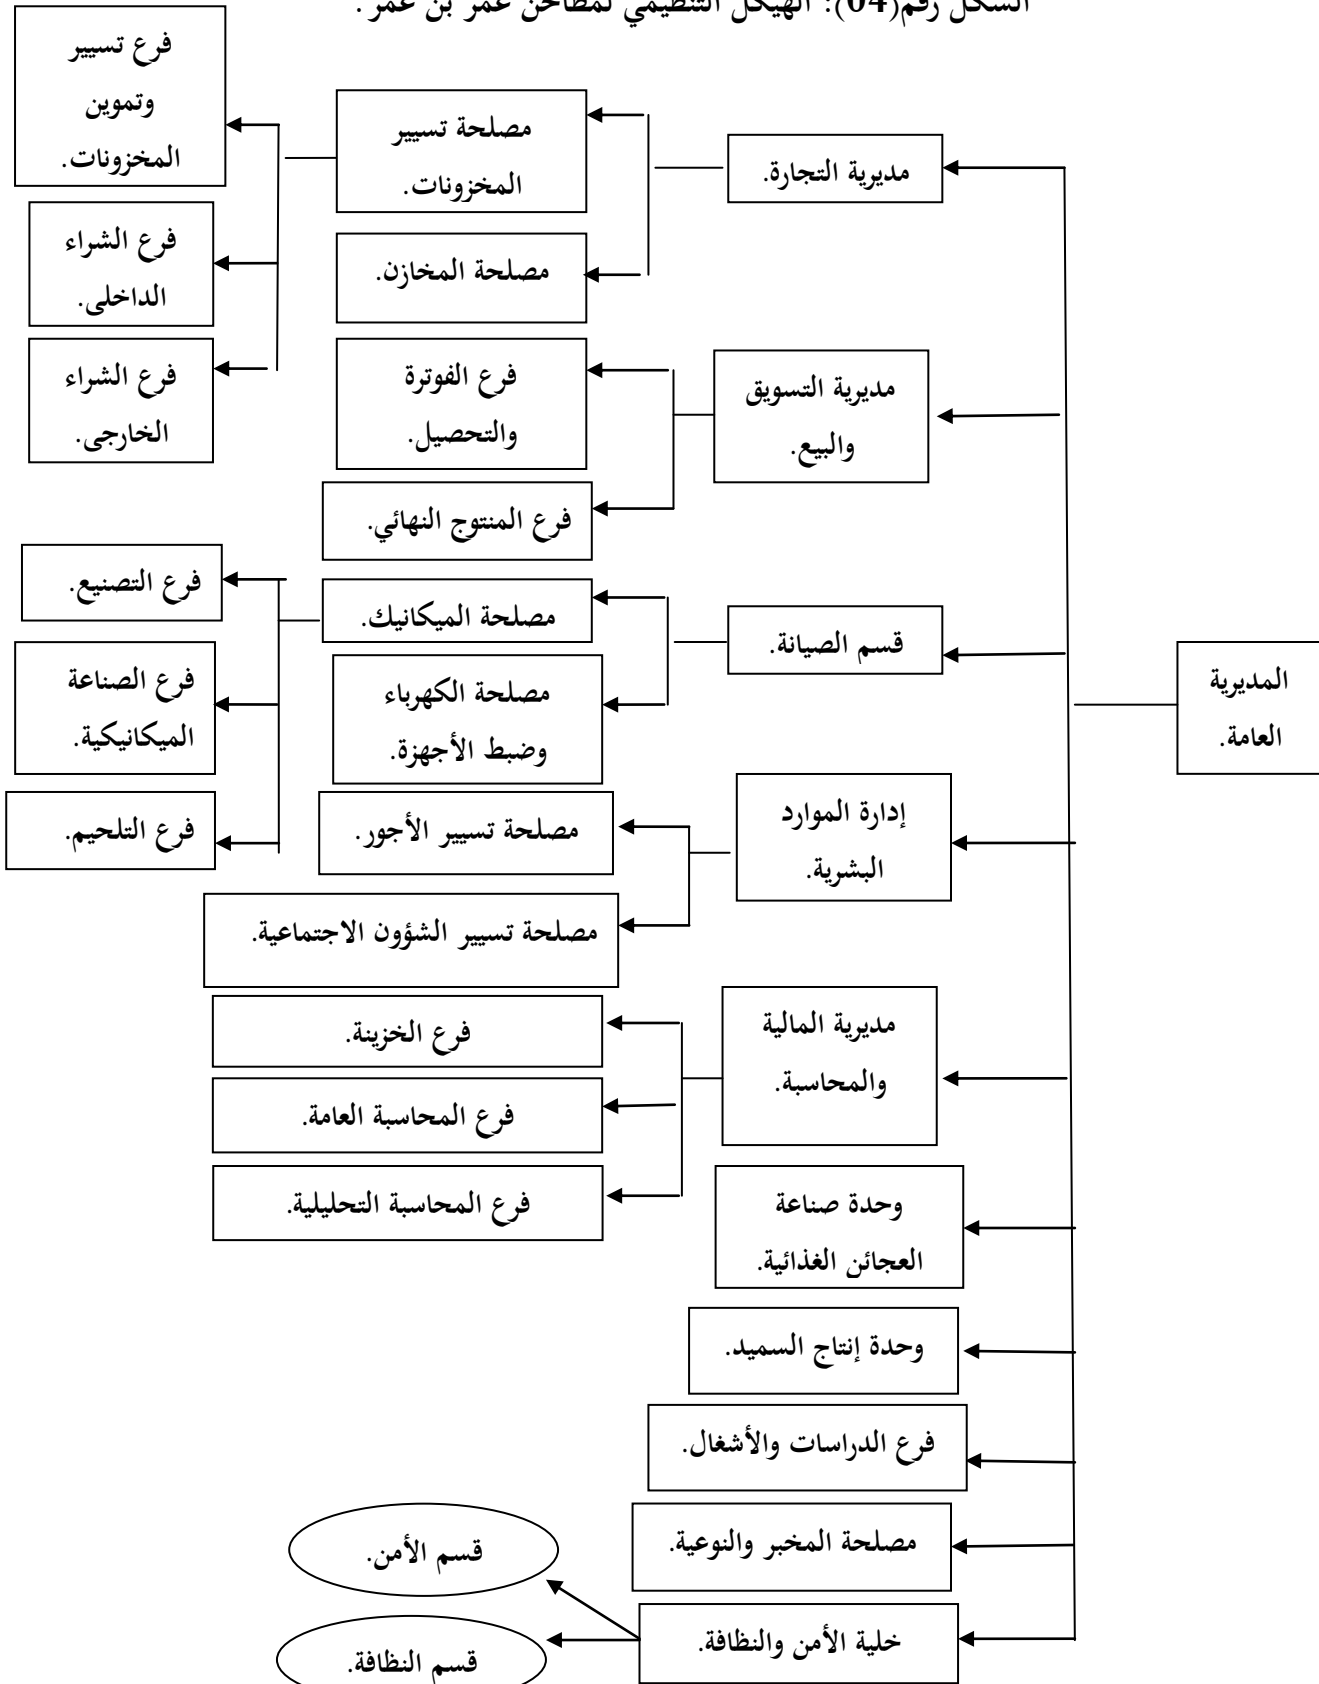 الشكل رقم(04): الهيكل التنظيمي لمطاحن عمر بن عمر .
المديرية
العامة.
مديرية التجارة.
مصلحة تسيير
المخزونات.
فرع تسيير
وتموين
المخزونات.
فرع الشراء
الداخلي.
فرع الشراء
الخارجي.
مصلحة المخازن.
مديرية التسويق
والبيع.
فرع الفوترة
والتحصيل.
فرع المنتوج النهائي.
قسم الصيانة.
مصلحة الميكانيك.
فرع التصنيع.
فرع الصناعة
الميكانيكية.
فرع التلحيم.
مصلحة الكهرباء
وضبط الأجهزة.
إدارة الموارد
البشرية.
مصلحة تسيير الأجور.
مصلحة تسيير الشؤون الاجتماعية.
مديرية المالية
والمحاسبة.
فرع الخزينة.
فرع المحاسبة العامة.
فرع المحاسبة التحليلية.
وحدة صناعة
العجائن الغذائية.
وحدة إنتاج السميد.
فرع الدراسات والأشغال.
مصلحة المخبر والنوعية.
خلية الأمن والنظافة.
قسم الأمن.
قسم النظافة.